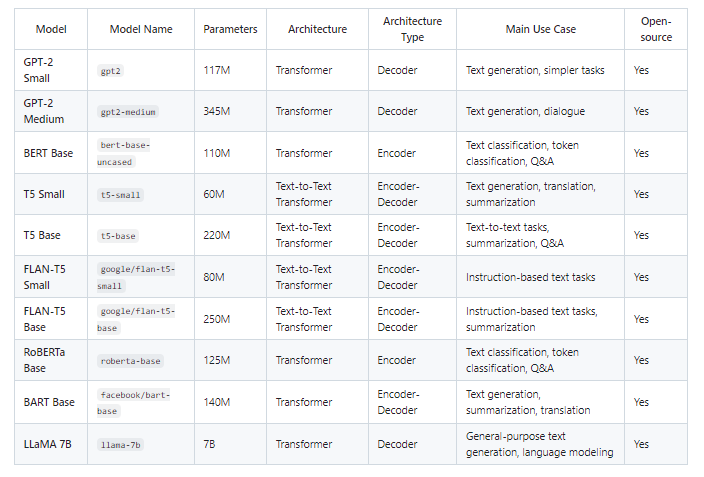 Model Model Name Parameters Architecture Architecture Type Main Use Case Open-source
GPT-2 Small gpt2 117M Transformer Decoder Text generation, simpler tasks Yes
GPT-2 Medium gpt2-medium 345M Transformer Decoder Text generation, dialogue Yes
BERT Base bert-base-uncased 110M Transformer Encoder Text classification, token classification, Q&A Yes
T5 Small t5-small 60M Text-to-Text Transformer Encoder-Decoder Text generation, translation, summarization Yes
T5 Base t5-base 220M Text-to-Text Transformer Encoder-Decoder Text-to-text tasks, summarization, Q&A Yes
FLAN-T5 Small google/flan-t5-small 80M Text-to-Text Transformer Encoder-Decoder Instruction-based text tasks Yes
FLAN-T5 Base google/flan-t5-base 250M Text-to-Text Transformer Encoder-Decoder Instruction-based text tasks, summarization Yes
RoBERTa Base roberta-base 125M Transformer Encoder Text classification, token classification, Q&A Yes
BART Base facebook/bart-base 140M Transformer Encoder-Decoder Text generation, summarization, translation Yes
LLaMA 7B llama-7b 7B Transformer Decoder General-purpose text generation, language modeling Yes